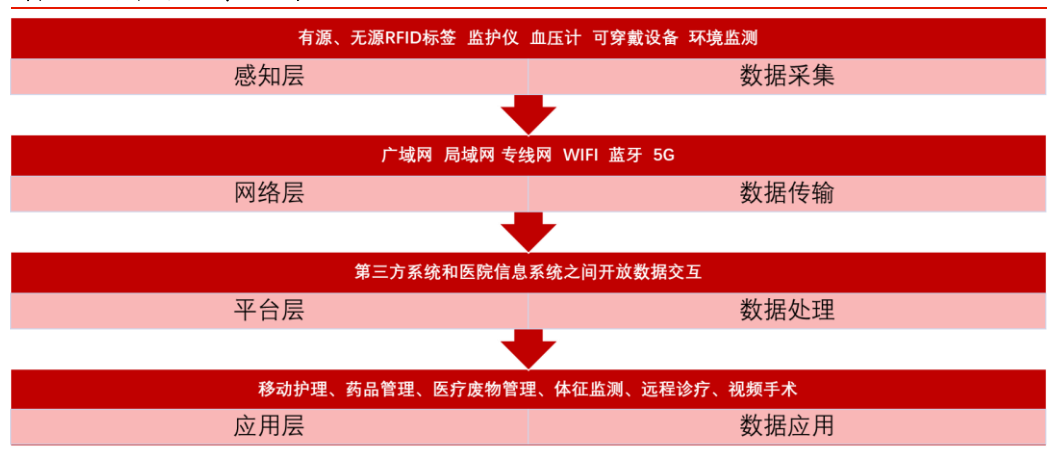 有源、无源RFID标签 监护仪 血压计 可穿戴设备 环境监测
感知层 数据采集
广域网 局域网 专线网 WIFI 蓝牙 5G
网络层 数据传输
第三方系统和医院信息系统之间开放数据交互
平台层 数据处理
移动护理、药品管理、医疗废物管理、体征监测、远程诊疗、视频手术
应用层 数据应用